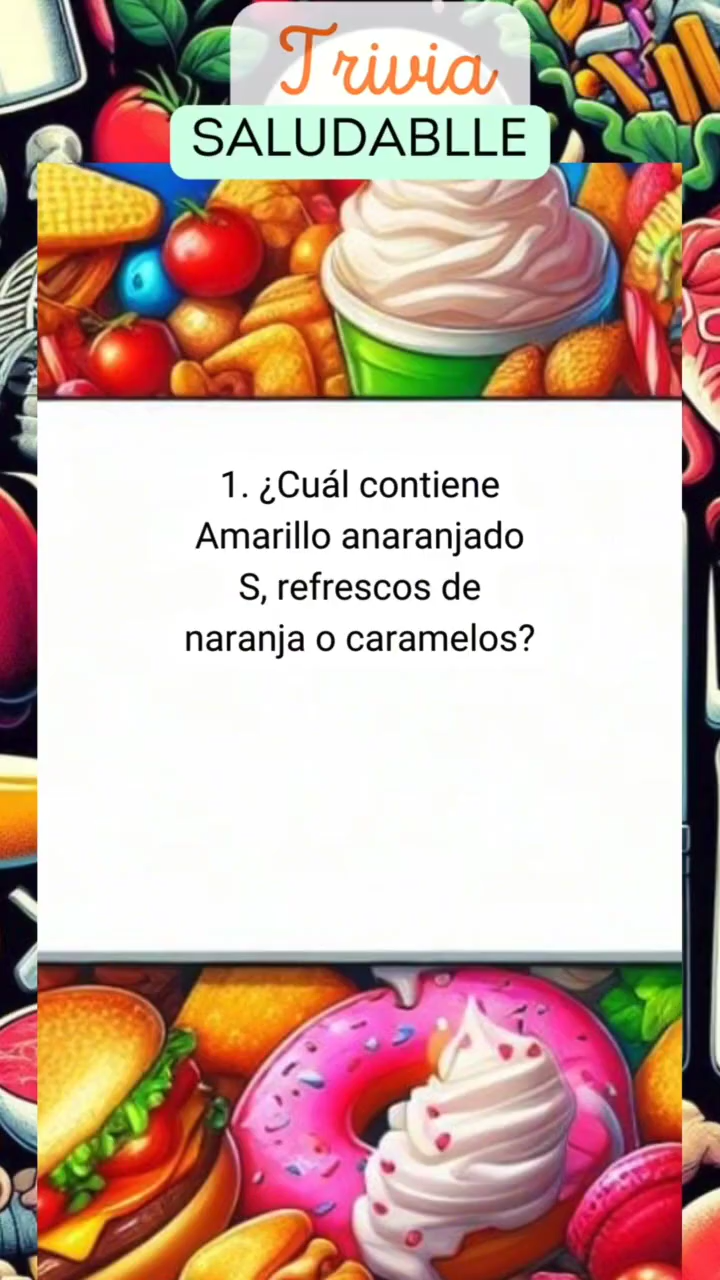 Trivia
SALUDABLLE
1. ¿Cuál contiene
Amarillo anaranjado
S, refrescos de
naranja o caramelos?